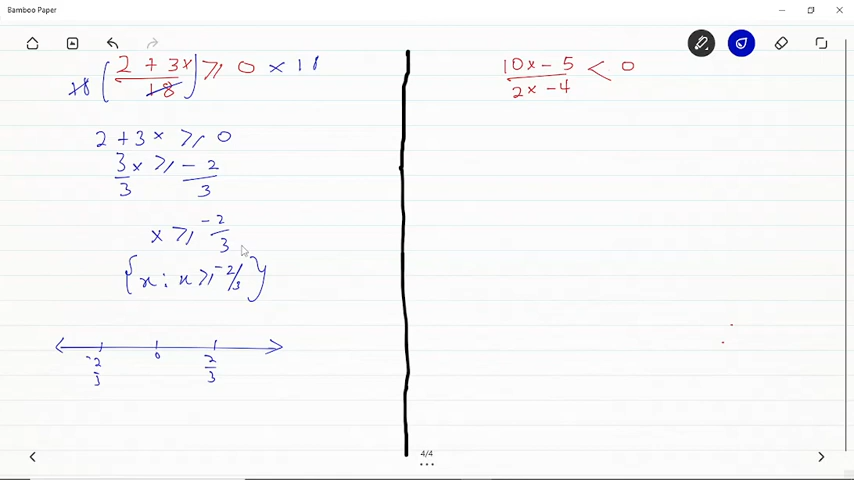 Bamboo Paper
18 ( 2 + 3x / 18 ) ≥ 0 × 18
2 + 3x ≥ 0
3x / 3 ≥ -2 / 3
x ≥ -2/3
{x : x ≥ -2/3}
-2/3 0 2/3
10x - 5 / 2x - 4 < 0
4/4